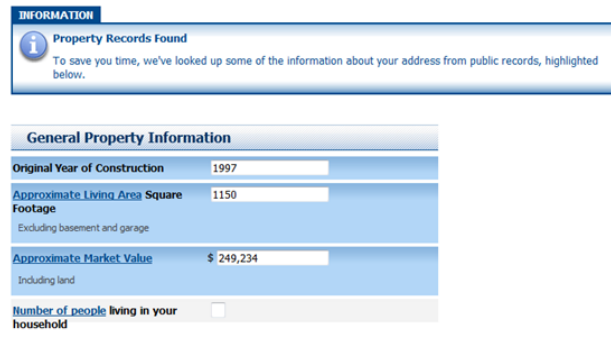 INFORMATION
Property Records Found
To save you time, we've looked up some of the information about your address from public records, highlighted
below.
General Property Information
Original Year of Construction 1997
Approximate Living Area Square 1150
Footage
Excluding basement and garage
Approximate Market Value $ 249,234
Including land
Number of people living in your
household